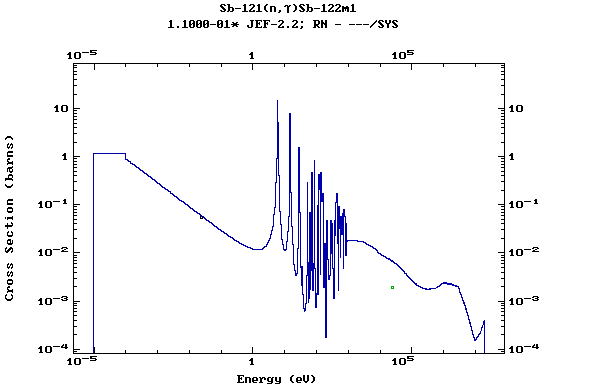 Sb-121(n,γ)Sb-122m1
1.1000-01* JEF-2.2; RN - ---/SYS
10⁻⁵ 1 10⁵
10 10
1 1
10⁻¹ 10⁻¹
10⁻² 10⁻²
10⁻³ 10⁻³
10⁻⁴ 10⁻⁴
10⁻⁵ 1 10⁵
Cross Section (barns)
Energy (eV)